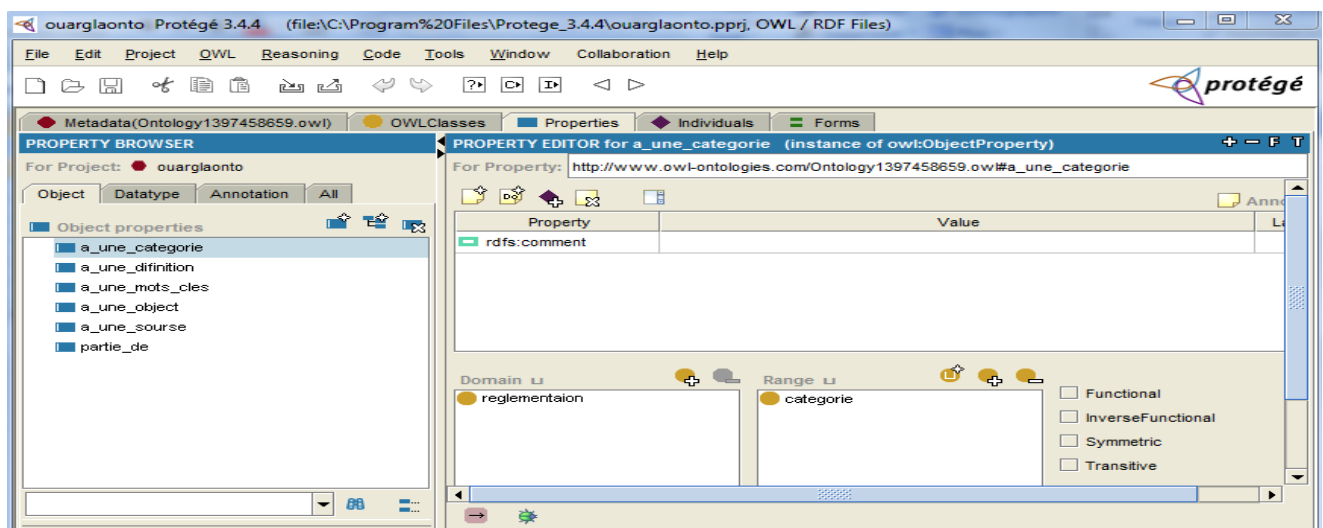 ouarglaonto Protégé 3.4.4 (file:\C:\Program%20Files\Protege_3.4.4\ouarglaonto.pprj, OWL / RDF Files)
File Edit Project OWL Reasoning Code Tools Window Collaboration Help
protégé
Metadata(Ontology1397458659.owl) OWLClasses Properties Individuals Forms
PROPERTY BROWSER
For Project: ouarglaonto
Object Datatype Annotation All
Object properties
a_une_categorie
a_une_difinition
a_une_mots_cles
a_une_object
a_une_sourse
partie_de
PROPERTY EDITOR for a_une_categorie (instance of owl:ObjectProperty)
F T
For Property: http://www.owl-ontologies.com/Ontology1397458659.owl#a_une_categorie
Property Value
rdfs:comment
Domain ⊔
reglementaion
Range ⊔
categorie
Functional
InverseFunctional
Symmetric
Transitive